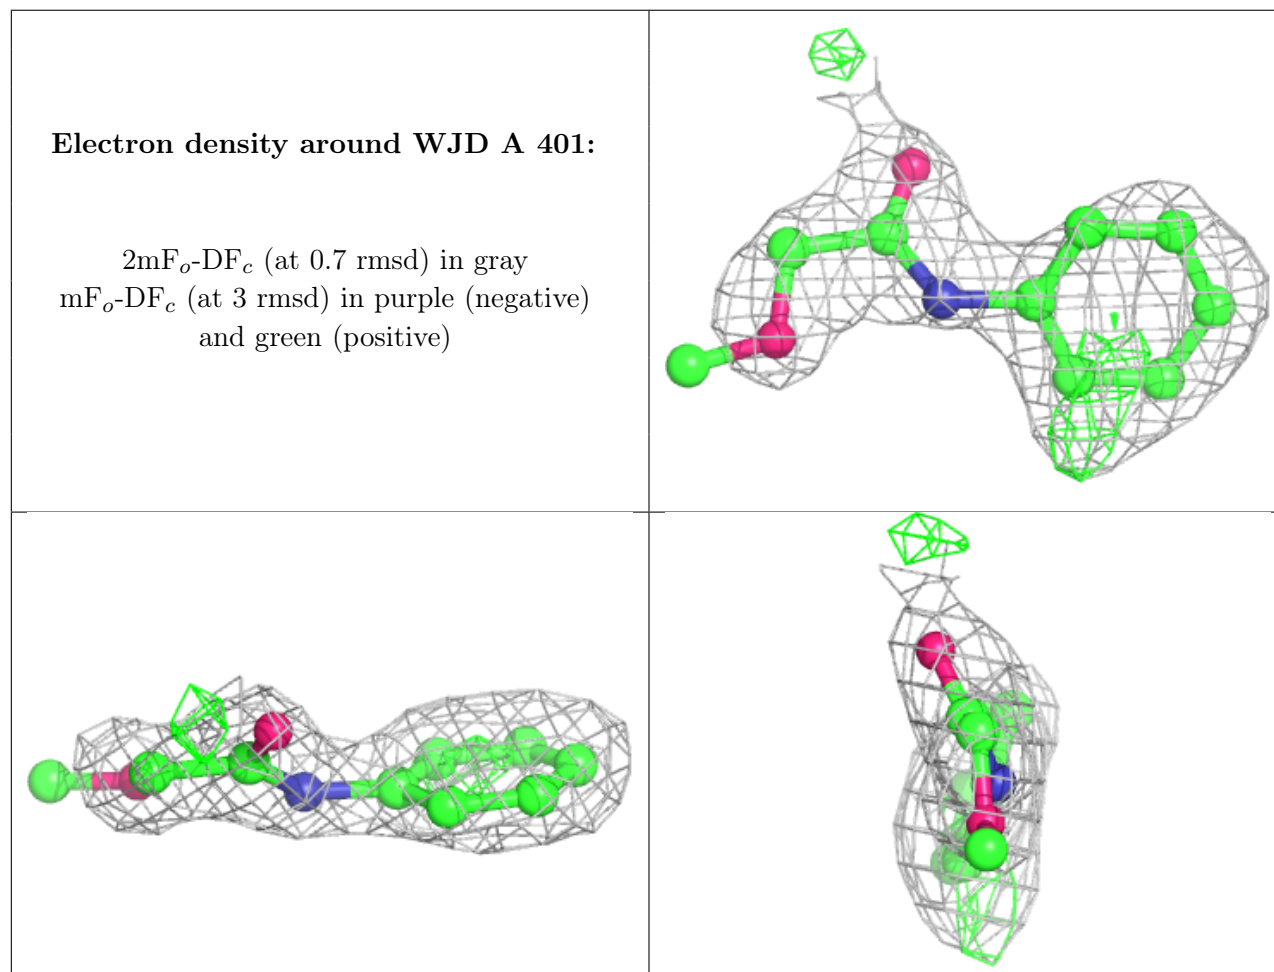 Electron density around WJD A 401:
2mFo-DFc (at 0.7 rmsd) in gray
mFo-DFc (at 3 rmsd) in purple (negative)
and green (positive)